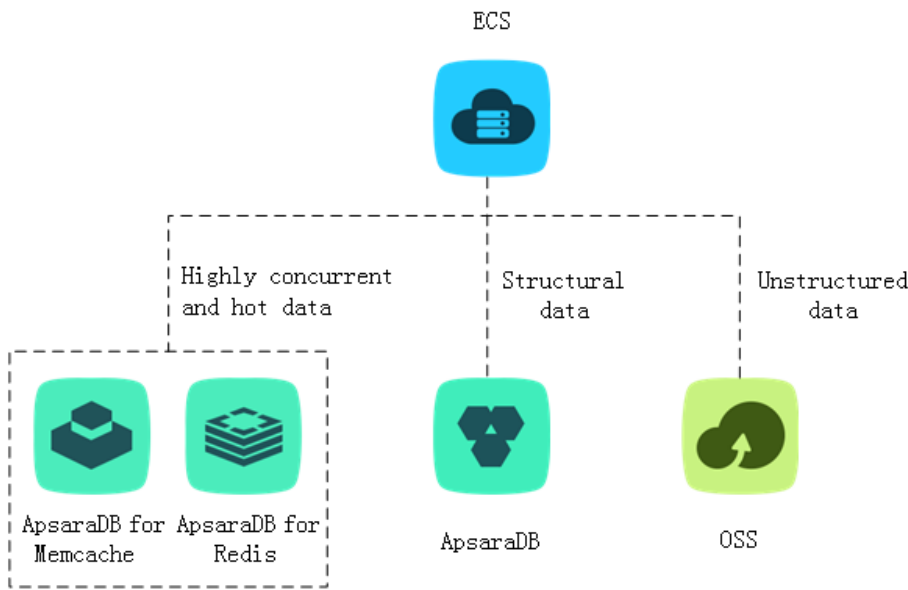 ECS
Highly concurrent
and hot data
Structural
data
Unstructured
data
ApsaraDB for
Memcache
ApsaraDB for
Redis
ApsaraDB
OSS